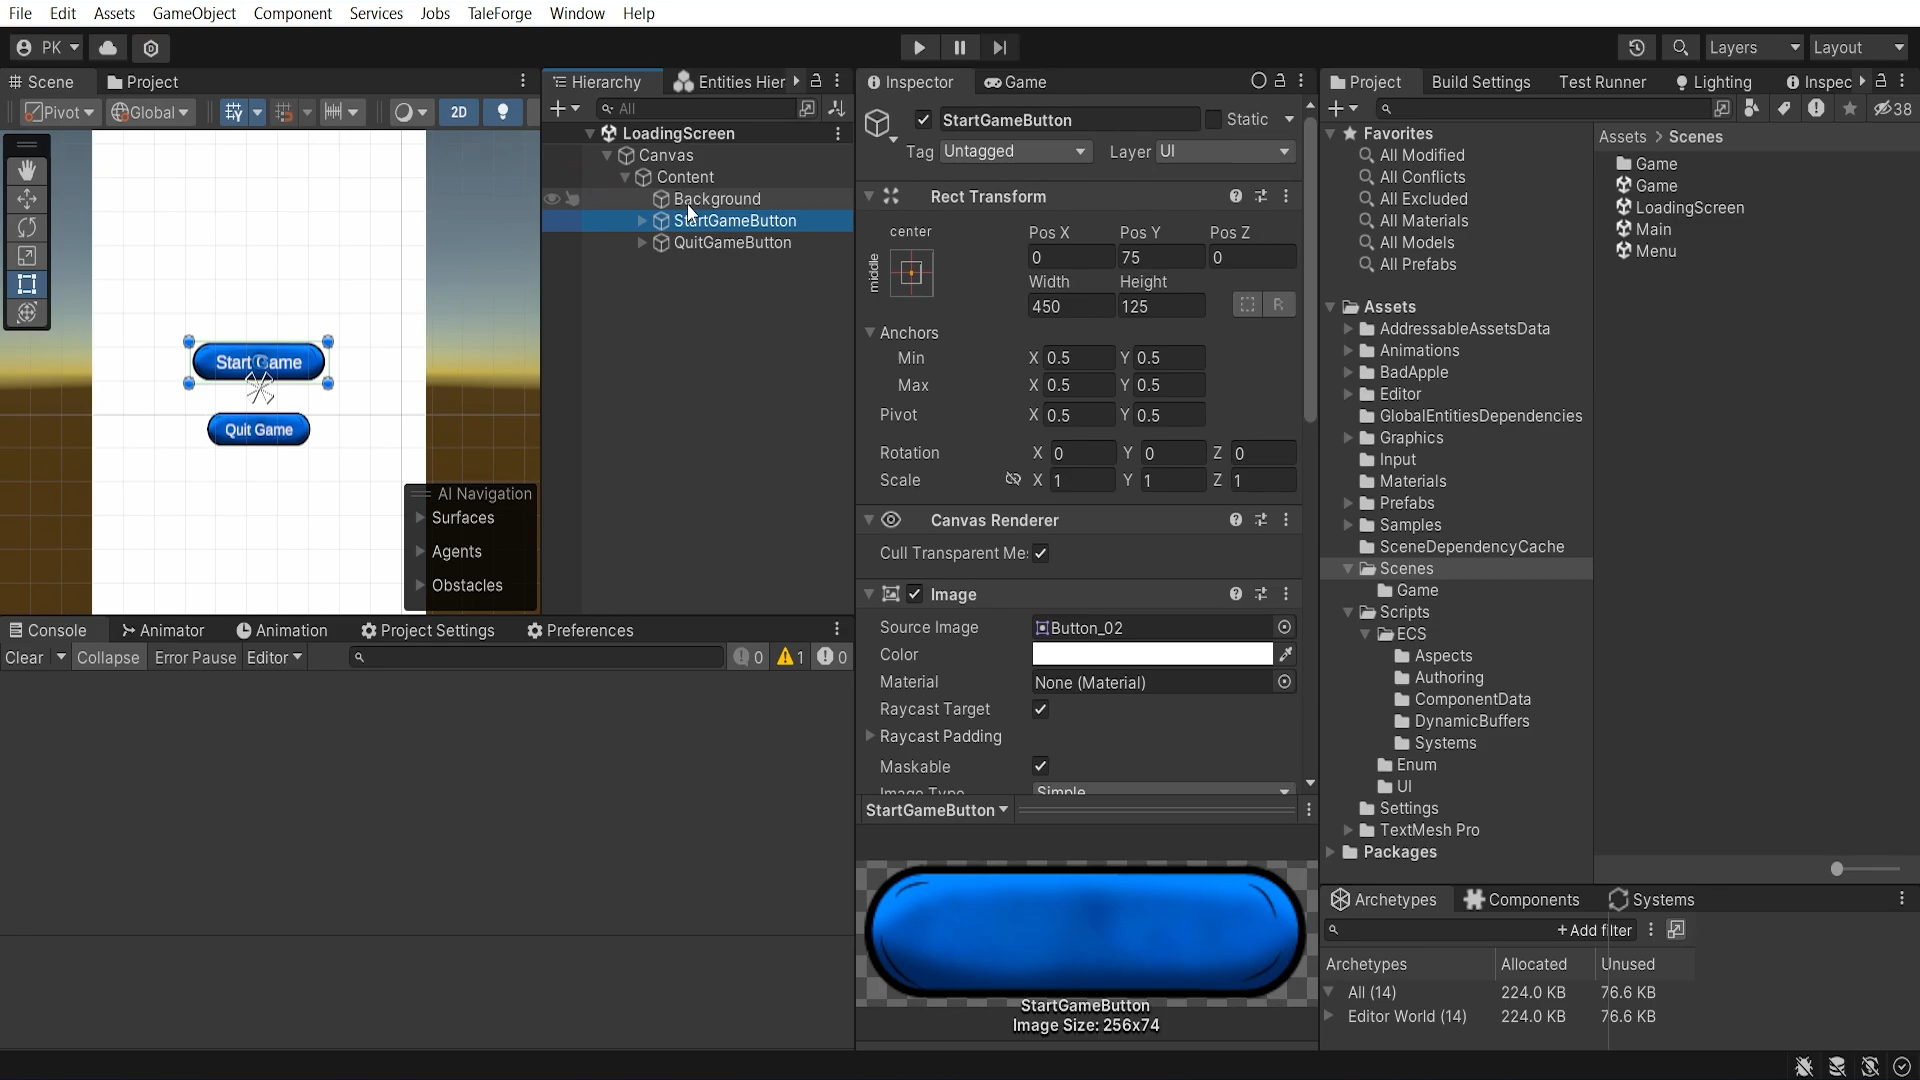 File Edit Assets GameObject Component Services Jobs TaleForge Window Help
PK Layers Layout
Scene Project
Pivot Global 2D
Start Game
Quit Game
AI Navigation
Surfaces
Agents
Obstacles
Hierarchy Entities Hier
All
LoadingScreen
Canvas
Content
Background
StartGameButton
QuitGameButton
Inspector Game
StartGameButton Static
Tag Untagged Layer UI
Rect Transform
center
middle
Pos X Pos Y Pos Z
0 75 0
Width Height
450 125 R
Anchors
Min X 0.5 Y 0.5
Max X 0.5 Y 0.5
Pivot X 0.5 Y 0.5
Rotation X 0 Y 0 Z 0
Scale X 1 Y 1 Z 1
Canvas Renderer
Cull Transparent Me:
Image
Source Image Button_02
Color
Material None (Material)
Raycast Target
Raycast Padding
Maskable
Image Type Simple
StartGameButton
StartGameButton
Image Size: 256x74
Project Build Settings Test Runner Lighting Inspec
38
Favorites
All Modified
All Conflicts
All Excluded
All Materials
All Models
All Prefabs
Assets
AddressableAssetsData
Animations
BadApple
Editor
GlobalEntitiesDependencies
Graphics
Input
Materials
Prefabs
Samples
SceneDependencyCache
Scenes
Game
Scripts
ECS
Aspects
Authoring
ComponentData
DynamicBuffers
Systems
Enum
UI
Settings
TextMesh Pro
Packages
Assets > Scenes
Game
Game
LoadingScreen
Main
Menu
Console Animator Animation Project Settings Preferences
Clear Collapse Error Pause Editor 0 1 0
Archetypes Components Systems
+Add filter
Archetypes Allocated Unused
All (14) 224.0 KB 76.6 KB
Editor World (14) 224.0 KB 76.6 KB